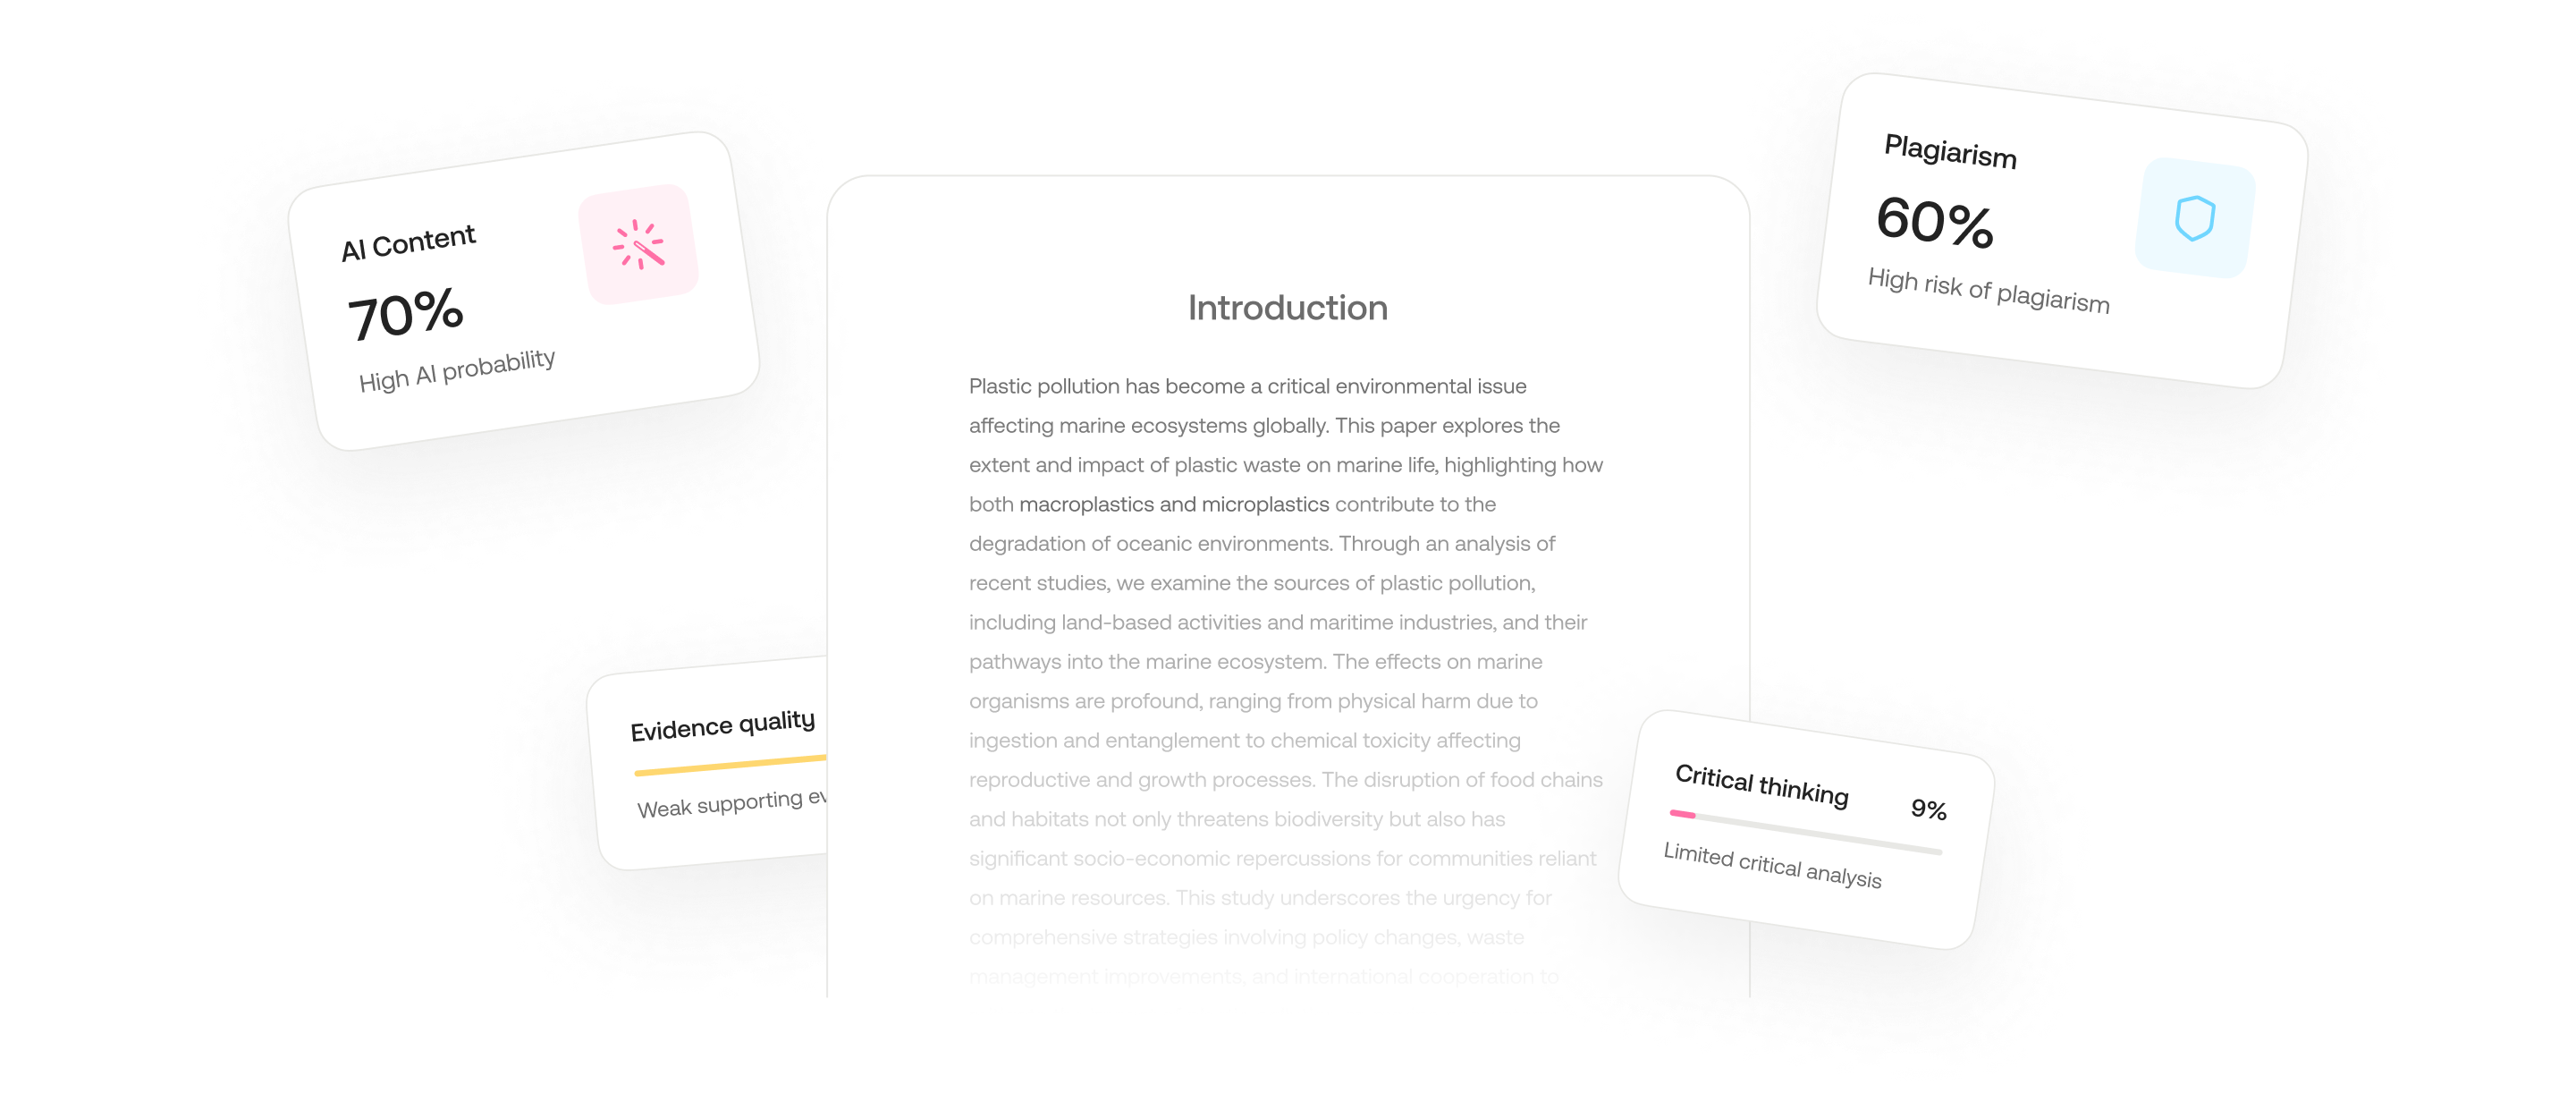 AI Content
70%
High AI probability
Plagiarism
60%
High risk of plagiarism
Introduction
Plastic pollution has become a critical environmental issue
affecting marine ecosystems globally. This paper explores the
extent and impact of plastic waste on marine life, highlighting how
both macroplastics and microplastics contribute to the
degradation of oceanic environments. Through an analysis of
recent studies, we examine the sources of plastic pollution,
including land-based activities and maritime industries, and their
pathways into the marine ecosystem. The effects on marine
organisms are profound, ranging from physical harm due to
ingestion and entanglement to chemical toxicity affecting
reproductive and growth processes. The disruption of food chains
and habitats not only threatens biodiversity but also has
significant socio-economic repercussions for communities reliant
on marine resources. This study underscores the urgency for
comprehensive strategies involving policy changes, waste
management improvements, and international cooperation to
Evidence quality
Weak supporting
Critical thinking 9%
Limited critical analysis